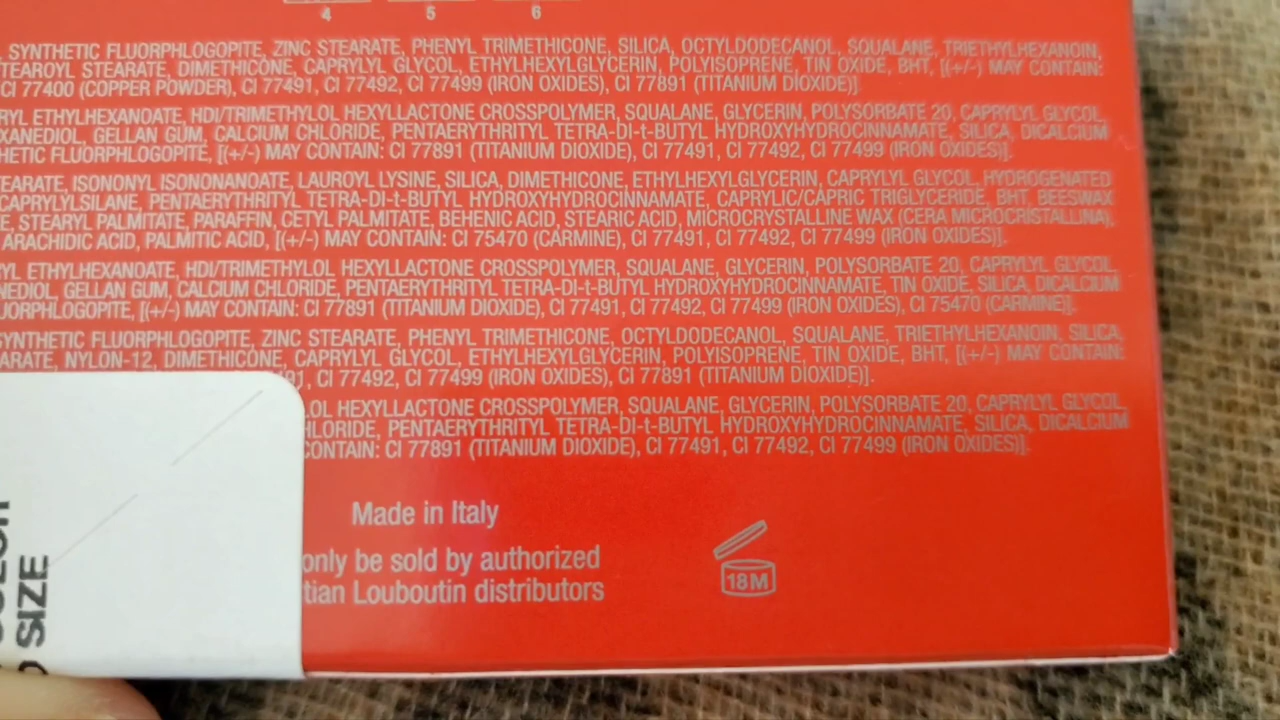 4 5 6
SYNTHETIC FLUORPHLOGOPITE, ZINC STEARATE, PHENYL TRIMETHICONE, SILICA, OCTYLDODECANOL, SQUALANE, TRIETHYLHEXANOIN,
TEAROYL STEARATE, DIMETHICONE, CAPRYLYL GLYCOL, ETHYLHEXYLGLYCERIN, POLYISOPRENE, TIN OXIDE, BHT, [(+/-) MAY CONTAIN:
CI 77400 (COPPER POWDER), CI 77491, CI 77492, CI 77499 (IRON OXIDES), CI 77891 (TITANIUM DIOXIDE)]
RYL ETHYLHEXANOATE, HDI/TRIMETHYLOL HEXYLLACTONE CROSSPOLYMER, SQUALANE, GLYCERIN, POLYSORBATE 20, CAPRYLYL GLYCOL,
XANEDIOL, GELLAN GUM, CALCIUM CHLORIDE, PENTAERYTHRITYL TETRA-DI-t-BUTYL HYDROXYHYDROCINNAMATE, SILICA, DICALCIUM
HETIC FLUORPHLOGOPITE, [(+/-) MAY CONTAIN: CI 77891 (TITANIUM DIOXIDE), CI 77491, CI 77492, CI 77499 (IRON OXIDES)].
TEARATE, ISONONYL ISONONANOATE, LAUROYL LYSINE, SILICA, DIMETHICONE, ETHYLHEXYLGLYCERIN, CAPRYLYL GLYCOL, HYDROGENATED
CAPRYLYLSILANE, PENTAERYTHRITYL TETRA-DI-t-BUTYL HYDROXYHYDROCINNAMATE, CAPRYLIC/CAPRIC TRIGLYCERIDE, BHT, BEESWAX
E, STEARYL PALMITATE, PARAFFIN, CETYL PALMITATE, BEHENIC ACID, STEARIC ACID, MICROCRYSTALLINE WAX (CERA MICROCRISTALLINA),
ARACHIDIC ACID, PALMITIC ACID, [(+/-) MAY CONTAIN: CI 75470 (CARMINE), CI 77491, CI 77492, CI 77499 (IRON OXIDES)].
YL ETHYLHEXANOATE, HDI/TRIMETHYLOL HEXYLLACTONE CROSSPOLYMER, SQUALANE, GLYCERIN, POLYSORBATE 20, CAPRYLYL GLYCOL,
NEDIOL, GELLAN GUM, CALCIUM CHLORIDE, PENTAERYTHRITYL TETRA-DI-t-BUTYL HYDROXYHYDROCINNAMATE, TIN OXIDE, SILICA, DICALCIUM
UORPHLOGOPITE, [(+/-) MAY CONTAIN: CI 77891 (TITANIUM DIOXIDE), CI 77491, CI 77492, CI 77499 (IRON OXIDES), CI 75470 (CARMINE)].
SYNTHETIC FLUORPHLOGOPITE, ZINC STEARATE, PHENYL TRIMETHICONE, OCTYLDODECANOL, SQUALANE, TRIETHYLHEXANOIN, SILICA,
ARATE, NYLON-12, DIMETHICONE, CAPRYLYL GLYCOL, ETHYLHEXYLGLYCERIN, POLYISOPRENE, TIN OXIDE, BHT, [(+/-) MAY CONTAIN:
91, CI 77492, CI 77499 (IRON OXIDES), CI 77891 (TITANIUM DIOXIDE)].
LOL HEXYLLACTONE CROSSPOLYMER, SQUALANE, GLYCERIN, POLYSORBATE 20, CAPRYLYL GLYCOL,
HLORIDE, PENTAERYTHRITYL TETRA-DI-t-BUTYL HYDROXYHYDROCINNAMATE, SILICA, DICALCIUM
CONTAIN: CI 77891 (TITANIUM DIOXIDE), CI 77491, CI 77492, CI 77499 (IRON OXIDES)].
Made in Italy
only be sold by authorized
tian Louboutin distributors
18M
SIZE